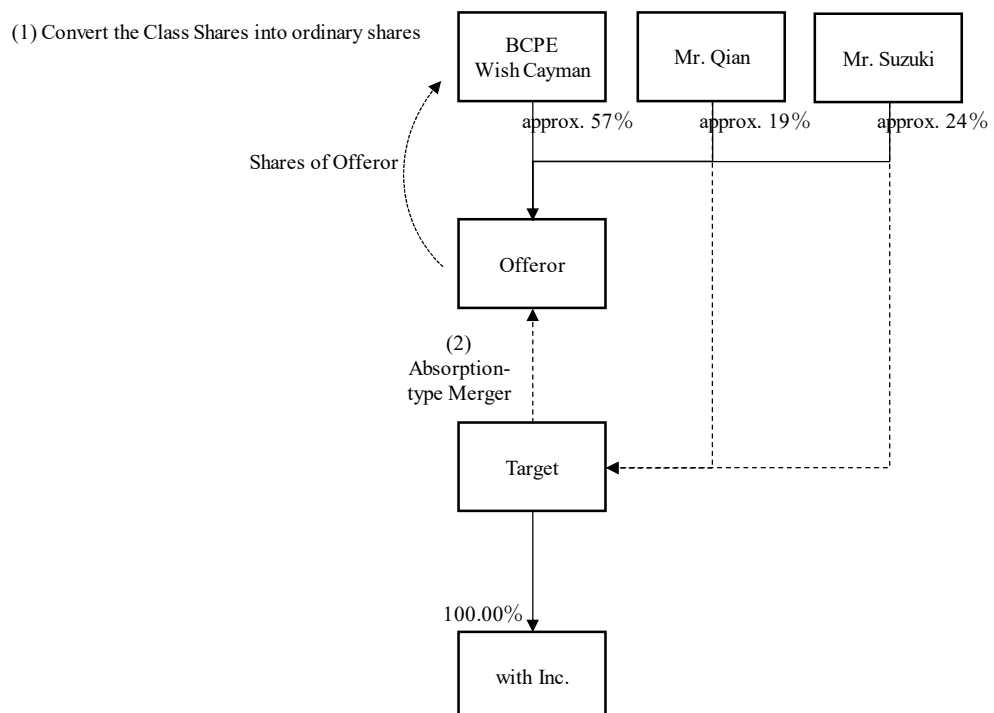 (1) Convert the Class Shares into ordinary shares
BCPE
Wish Cayman
Mr. Qian
Mr. Suzuki
approx. 57%
approx. 19%
approx. 24%
Shares of Offeror
Offeror
(2)
Absorption-
type Merger
Target
100.00%
with Inc.